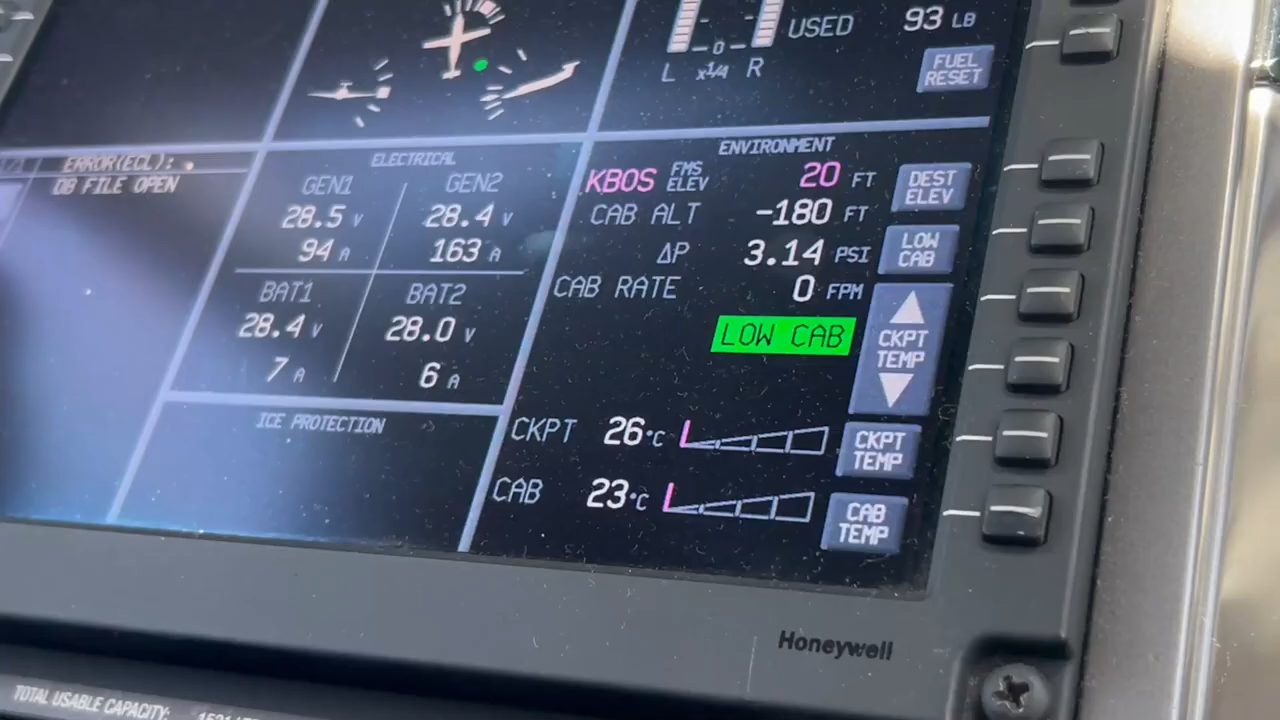 USED 93 LB
0
L x1/4 R
FUEL RESET
ERROR(ECL):
DB FILE OPEN
ELECTRICAL
GEN1 GEN2
28.5 V 28.4 V
94 A 163 A
BAT1 BAT2
28.4 V 28.0 V
7 A 6 A
ICE PROTECTION
ENVIRONMENT
KBOS FMS ELEV 20 FT
CAB ALT -180 FT
ΔP 3.14 PSI
CAB RATE 0 FPM
LOW CAB
CKPT 26°C
CAB 23°C
DEST ELEV
LOW CAB
CKPT TEMP
CKPT TEMP
CAB TEMP
Honeywell
TOTAL USABLE CAPACITY: